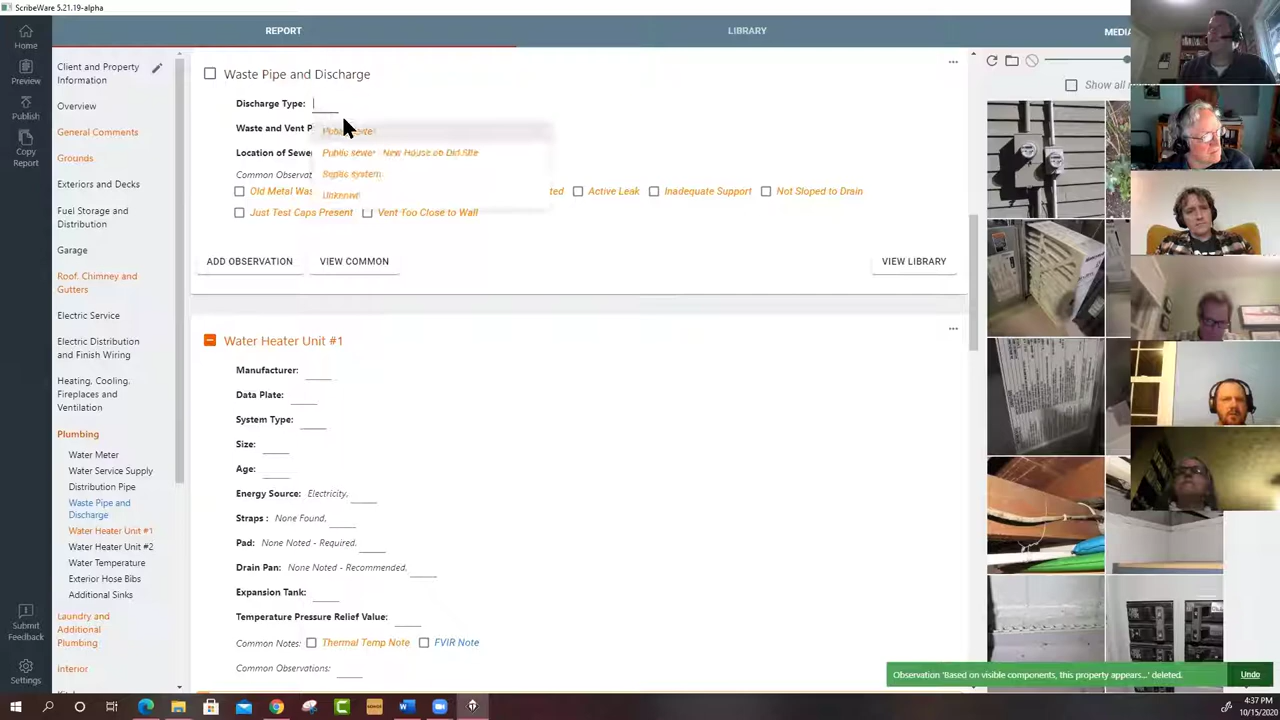 ScribeWare 5.21.19-alpha
REPORT
LIBRARY
MEDIA
Home
Preview
Publish
Copy
Report
Submit
Feedback
Settings
Client and Property
Information
Overview
General Comments
Grounds
Exteriors and Decks
Fuel Storage and
Distribution
Garage
Roof, Chimney and
Gutters
Electric Service
Electric Distribution
and Finish Wiring
Heating, Cooling,
Fireplaces and
Ventilation
Plumbing
Water Meter
Water Service Supply
Distribution Pipe
Waste Pipe and
Discharge
Water Heater Unit #1
Water Heater Unit #2
Water Temperature
Exterior Hose Bibs
Additional Sinks
Laundry and
Additional
Plumbing
Interior
Waste Pipe and Discharge
Discharge Type:
Waste and Vent P
Public sewer
Location of Sewe
Public sewer - New House on Old Site
Common Observat
Septic system
Old Metal Was
Unknown
ted
Active Leak
Inadequate Support
Not Sloped to Drain
Just Test Caps Present
Vent Too Close to Wall
ADD OBSERVATION
VIEW COMMON
VIEW LIBRARY
Water Heater Unit #1
Manufacturer:
Data Plate:
System Type:
Size:
Age:
Energy Source: Electricity,
Straps : None Found,
Pad: None Noted - Required,
Drain Pan: None Noted - Recommended,
Expansion Tank:
Temperature Pressure Relief Value:
Common Notes: Thermal Temp Note FVIR Note
Common Observations:
Show all
Observation 'Based on visible components, this property appears...' deleted.
Undo
4:37 PM
10/15/2020